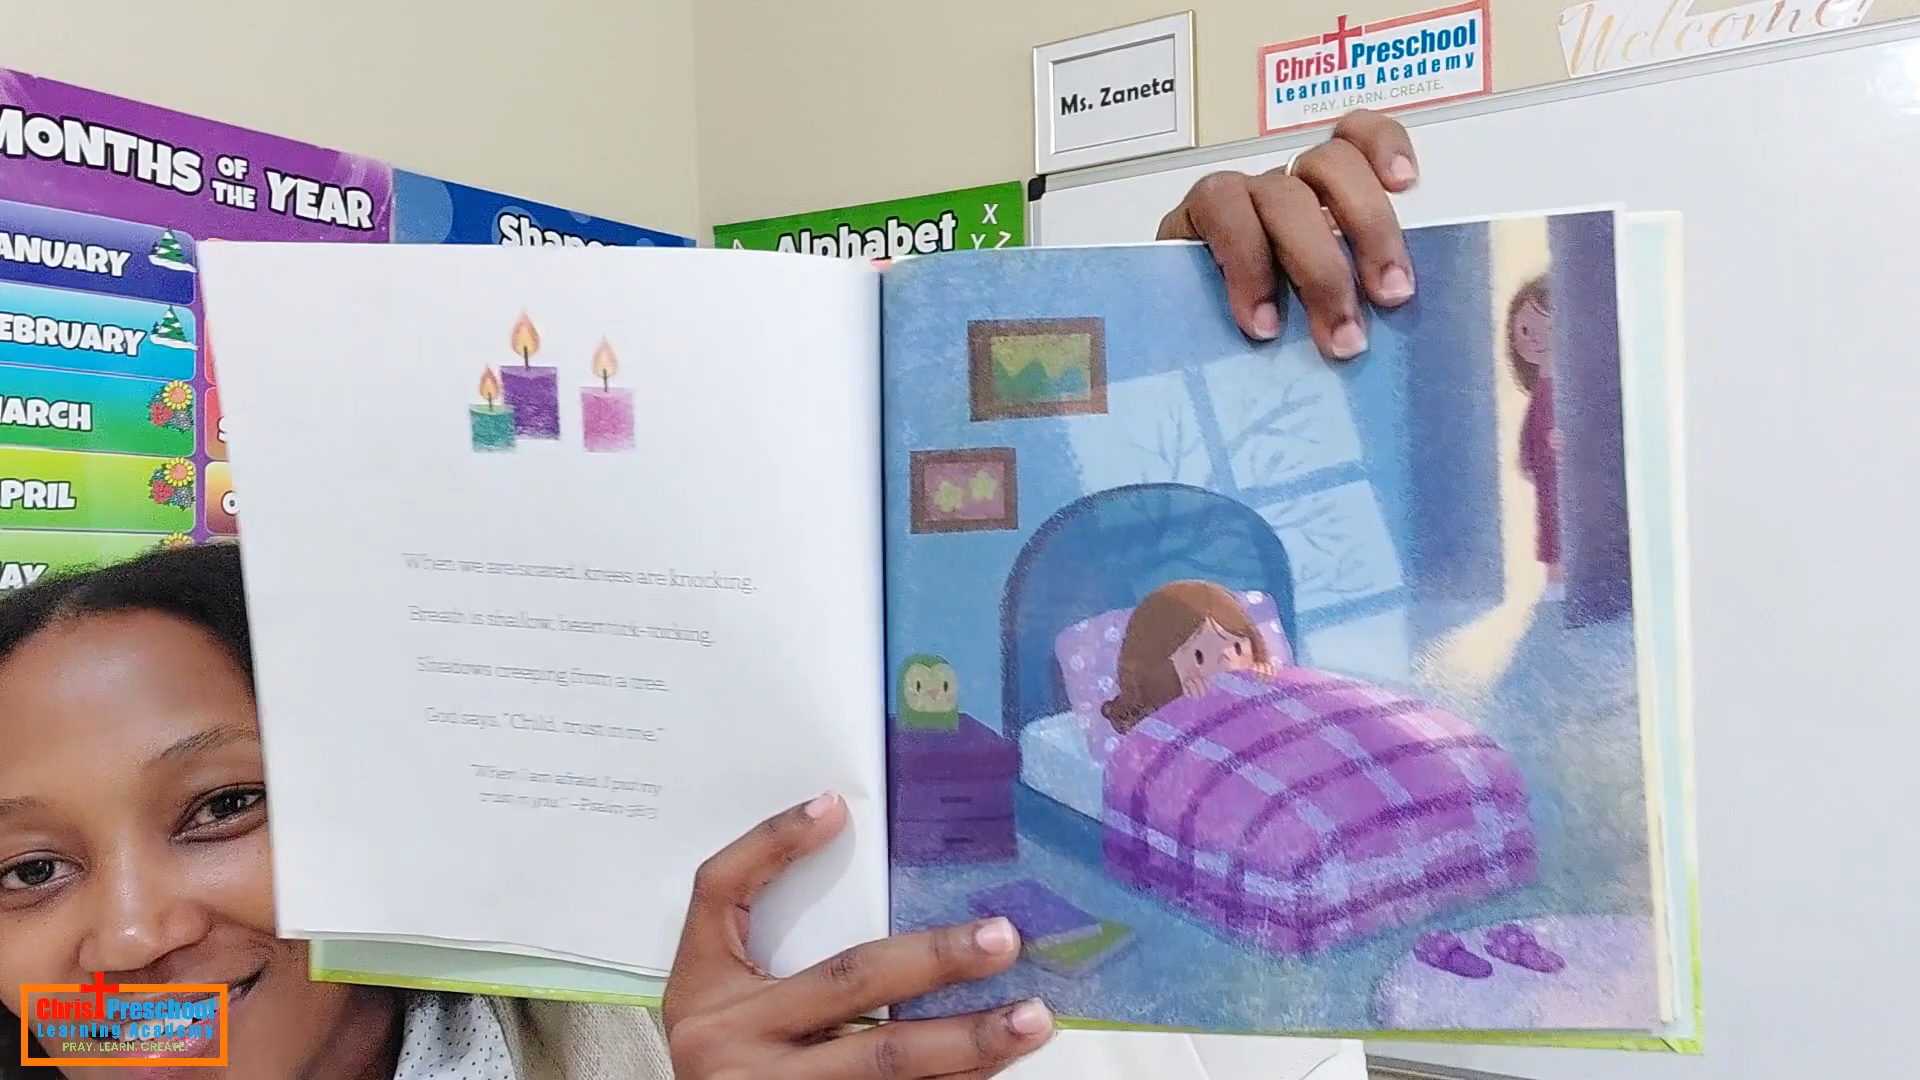 Ms. Zaneta
Chris Preschool
Learning Academy
PRAY. LEARN. CREATE.
Welcome!
MONTHS OF THE YEAR
ANUARY
EBRUARY
ARCH
PRIL
AY
Shapes
Alphabet
X
Y Z
When we are scared, knees are knocking,
Breath is shallow, heart tick-tocking,
Shadows creeping from a tree,
God says, "Child, trust in me."
"When I am afraid, I put my
trust in you." —Psalm 56:3
Chris Preschool
Learning Academy
PRAY. LEARN. CREATE.